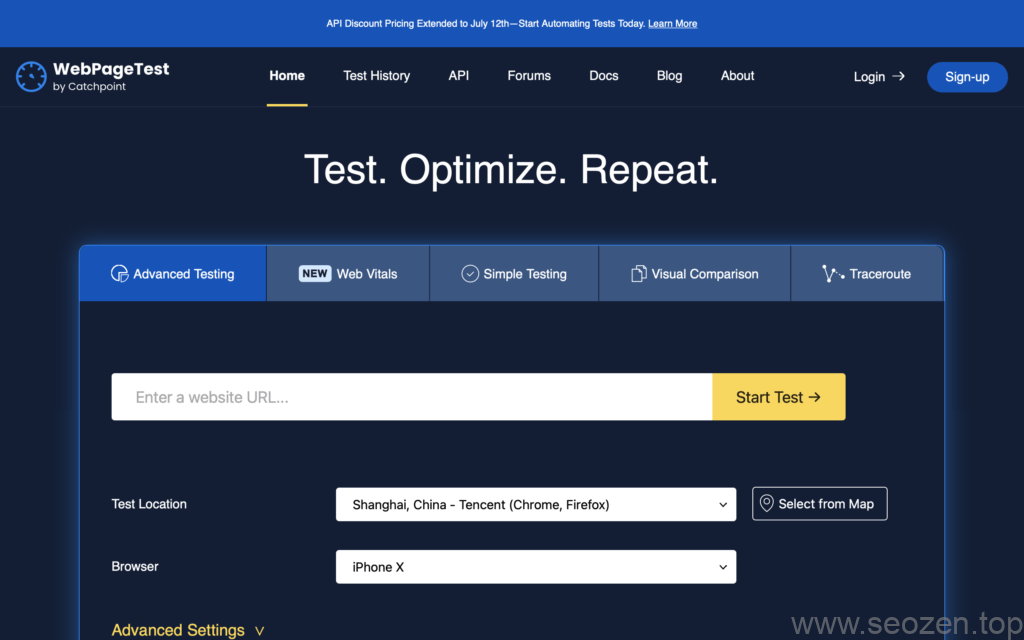 API Discount Pricing Extended to July 12th—Start Automating Tests Today. Learn More
WebPageTest
by Catchpoint
Home
Test History
API
Forums
Docs
Blog
About
Login →
Sign-up
Test. Optimize. Repeat.
Advanced Testing
NEW Web Vitals
Simple Testing
Visual Comparison
Traceroute
Enter a website URL...
Start Test →
Test Location
Shanghai, China - Tencent (Chrome, Firefox)
Select from Map
Browser
iPhone X
Advanced Settings
www.seozen.top